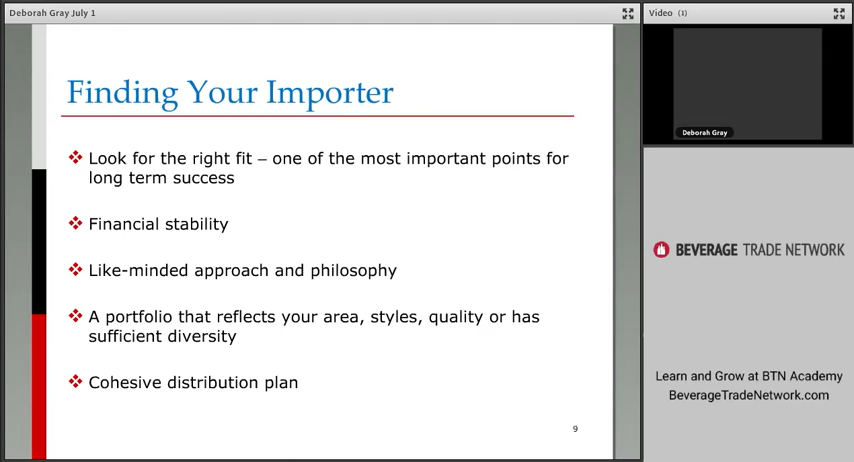 Deborah Gray July 1
Finding Your Importer
Look for the right fit – one of the most important points for
long term success
Financial stability
Like-minded approach and philosophy
A portfolio that reflects your area, styles, quality or has
sufficient diversity
Cohesive distribution plan
9
Video (1)
Deborah Gray
BEVERAGE TRADE NETWORK
Learn and Grow at BTN Academy
BeverageTradeNetwork.com